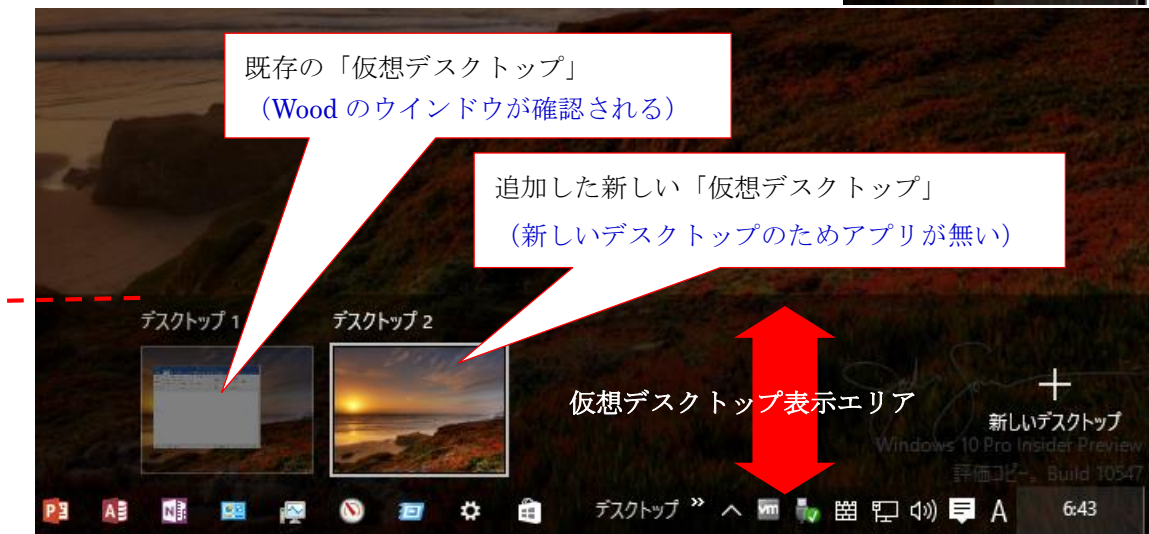 既存の「仮想デスクトップ」
（Wood のウインドウが確認される）
追加した新しい「仮想デスクトップ」
（新しいデスクトップのためアプリが無い）
デスクトップ 1
デスクトップ 2
仮想デスクトップ表示エリア
新しいデスクトップ
Windows 10 Pro Insider Preview
評価コピー。 Build 10547
デスクトップ
A
6:43